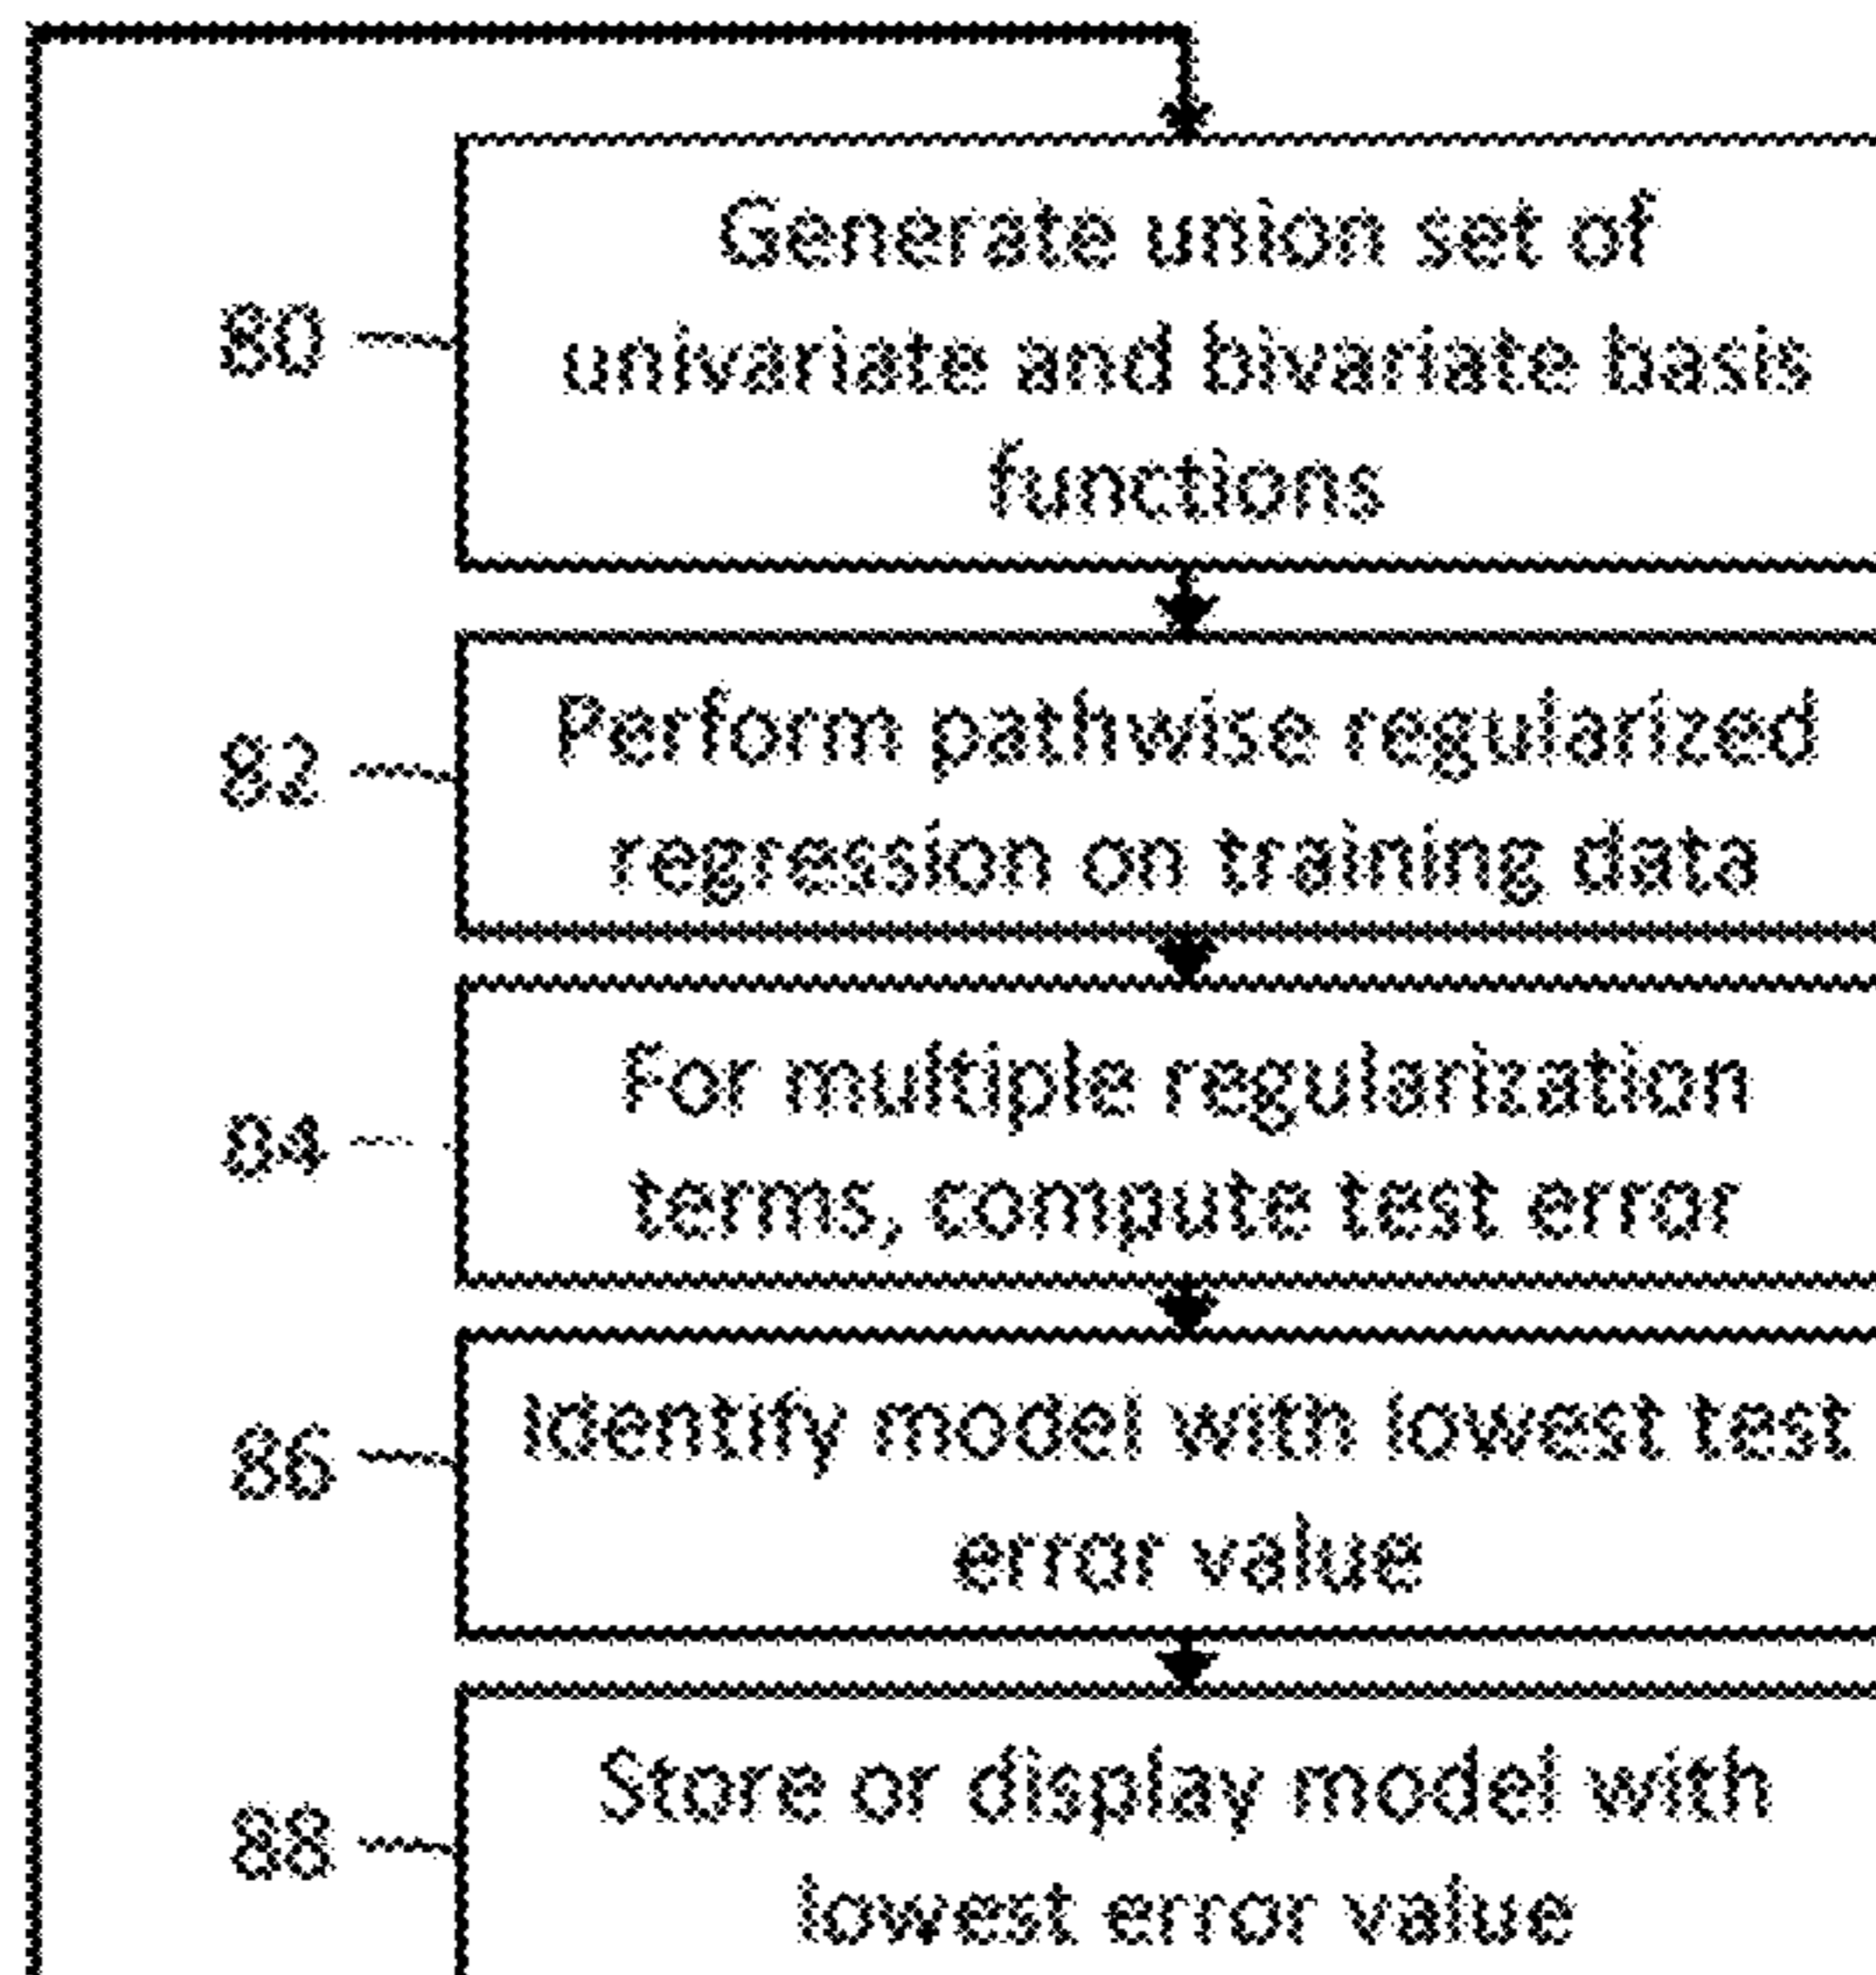 Generate union set of
80
univariate and bivariate basis
functions
82
Perform pathwise regularized
regression on training data
84
For multiple regularization
terms, compute test error
86
Identify model with lowest test
error value
88
Store or display model with
lowest error value